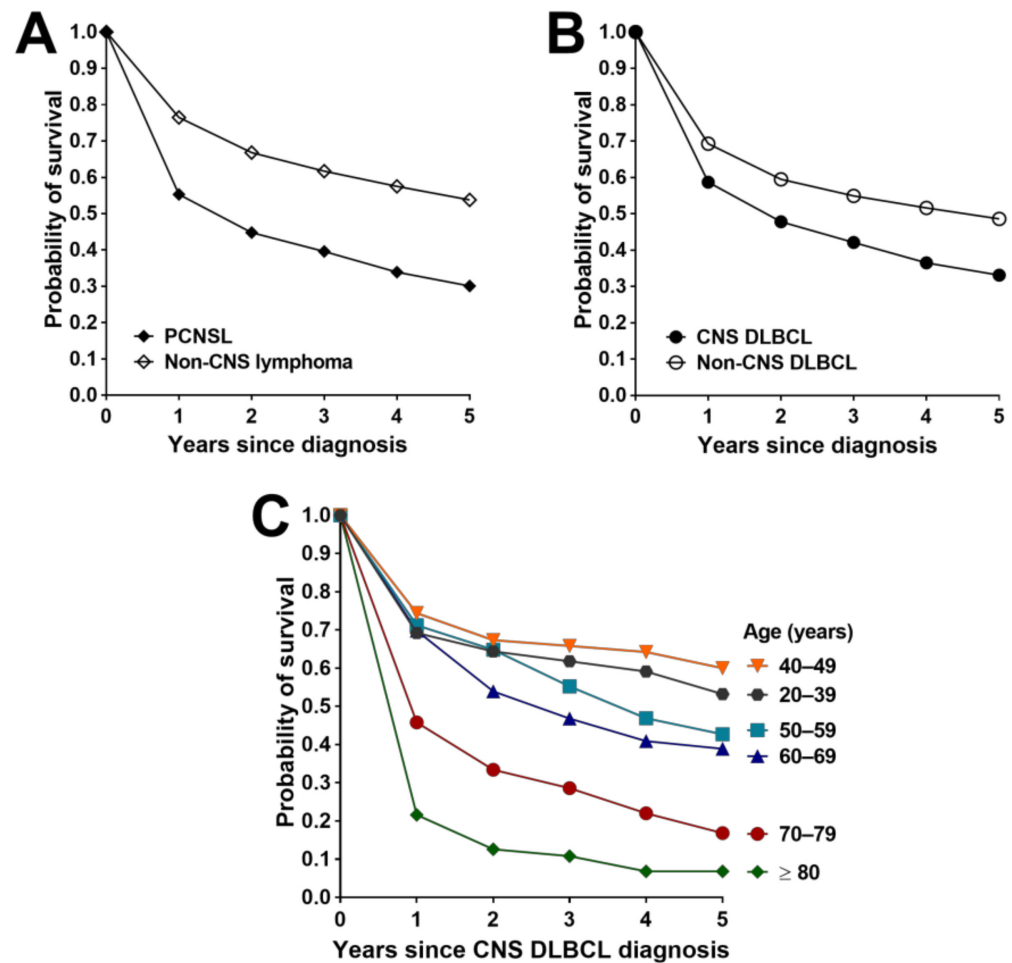 A
Probability of survival
1.0
0.9
0.8
0.7
0.6
0.5
0.4
0.3
0.2
0.1
0.0
PCNSL
Non-CNS lymphoma
0 1 2 3 4 5
Years since diagnosis
B
Probability of survival
1.0
0.9
0.8
0.7
0.6
0.5
0.4
0.3
0.2
0.1
0.0
CNS DLBCL
Non-CNS DLBCL
0 1 2 3 4 5
Years since diagnosis
C
Probability of survival
1.0
0.9
0.8
0.7
0.6
0.5
0.4
0.3
0.2
0.1
0.0
Age (years)
40–49
20–39
50–59
60–69
70–79
≥ 80
0 1 2 3 4 5
Years since CNS DLBCL diagnosis